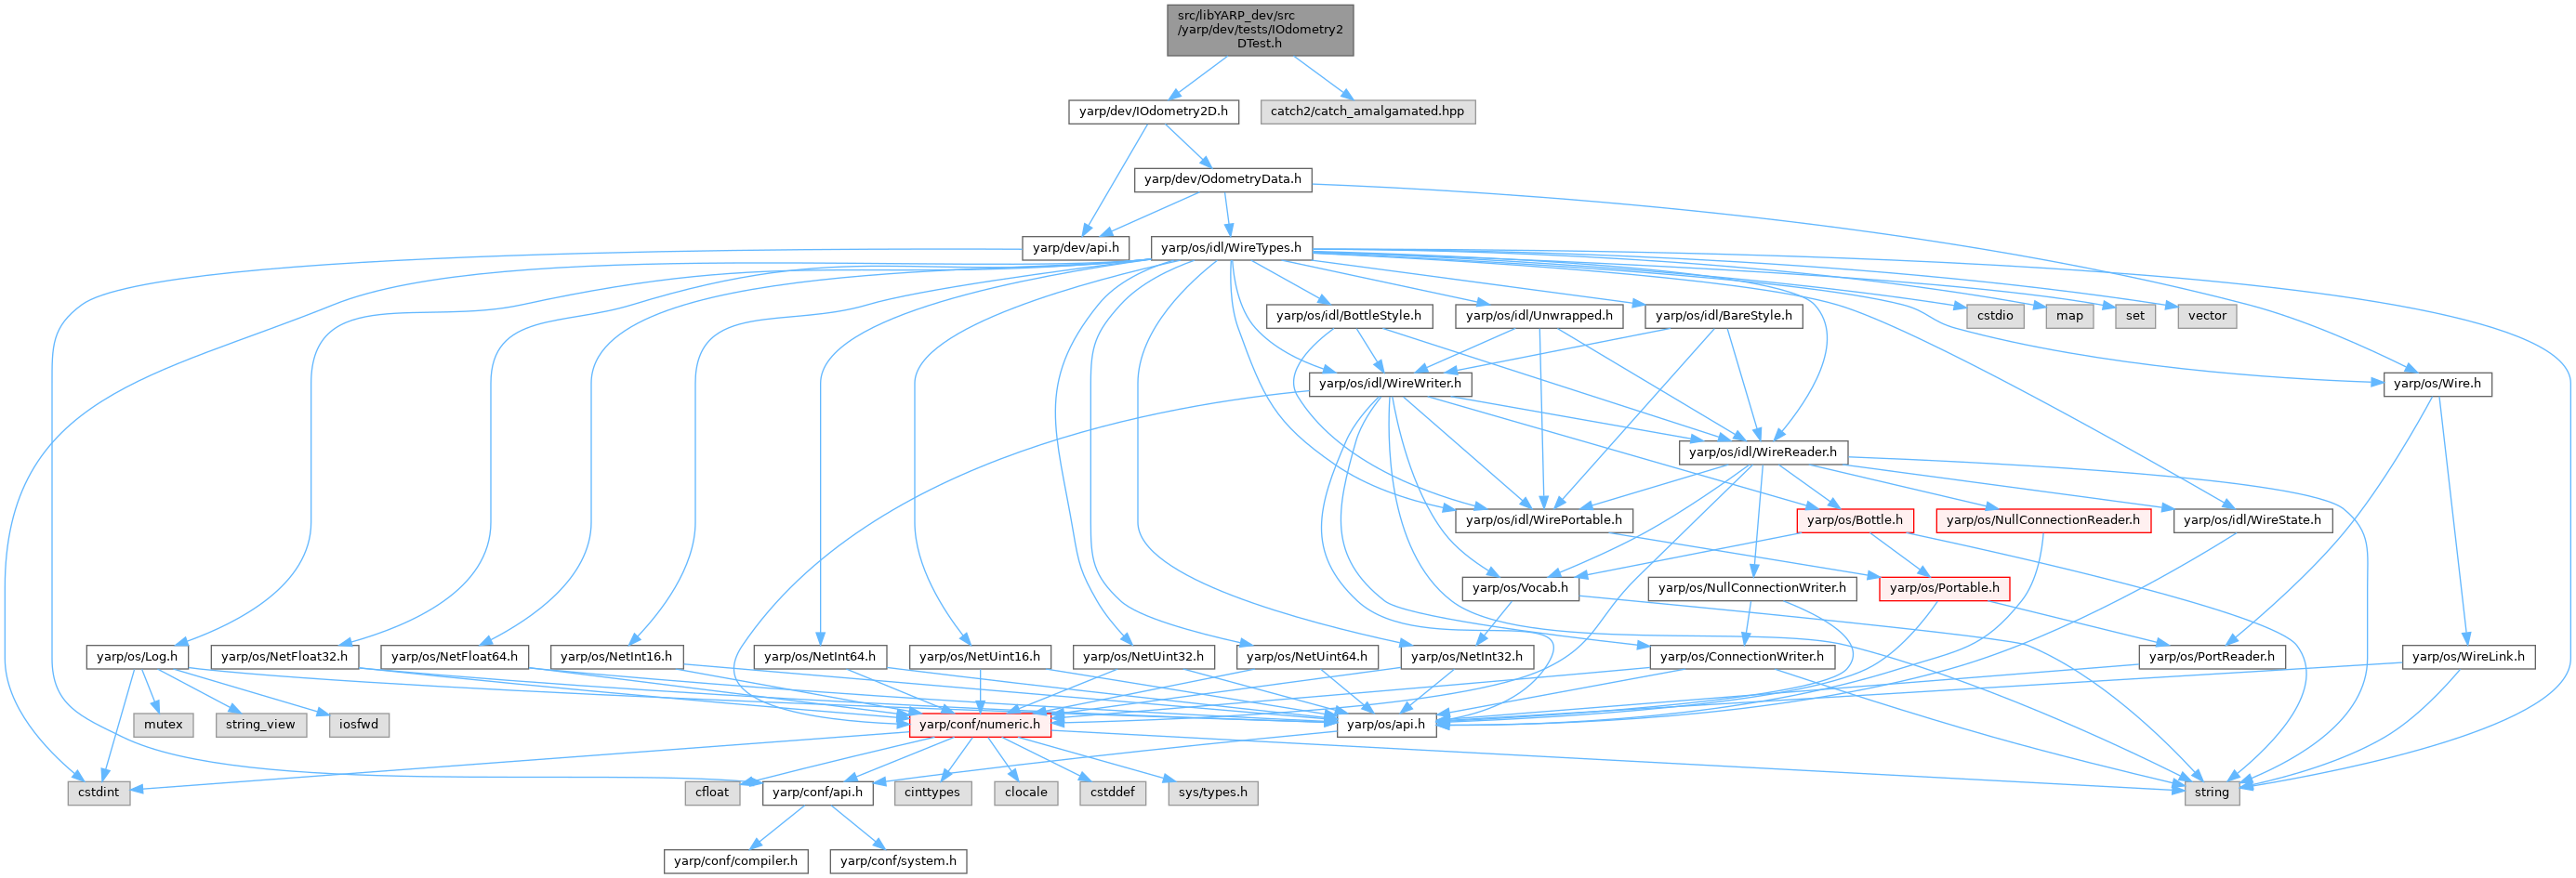 src/libYARP_dev/src
/yarp/dev/tests/IOdometry2
DTest.h
yarp/dev/IOdometry2D.h
catch2/catch_amalgamated.hpp
yarp/dev/OdometryData.h
yarp/dev/api.h
yarp/os/idl/WireTypes.h
yarp/os/idl/BottleStyle.h
yarp/os/idl/Unwrapped.h
yarp/os/idl/BareStyle.h
cstdio
map
set
vector
yarp/os/idl/WireWriter.h
yarp/os/Wire.h
yarp/os/idl/WireReader.h
yarp/os/idl/WirePortable.h
yarp/os/Bottle.h
yarp/os/NullConnectionReader.h
yarp/os/idl/WireState.h
yarp/os/Vocab.h
yarp/os/NullConnectionWriter.h
yarp/os/Portable.h
yarp/os/Log.h
yarp/os/NetFloat32.h
yarp/os/NetFloat64.h
yarp/os/NetInt16.h
yarp/os/NetInt64.h
yarp/os/NetUint16.h
yarp/os/NetUint32.h
yarp/os/NetUint64.h
yarp/os/NetInt32.h
yarp/os/ConnectionWriter.h
yarp/os/PortReader.h
yarp/os/WireLink.h
mutex
string_view
iosfwd
yarp/conf/numeric.h
yarp/os/api.h
cstdint
cfloat
yarp/conf/api.h
cinttypes
clocale
cstddef
sys/types.h
string
yarp/conf/compiler.h
yarp/conf/system.h